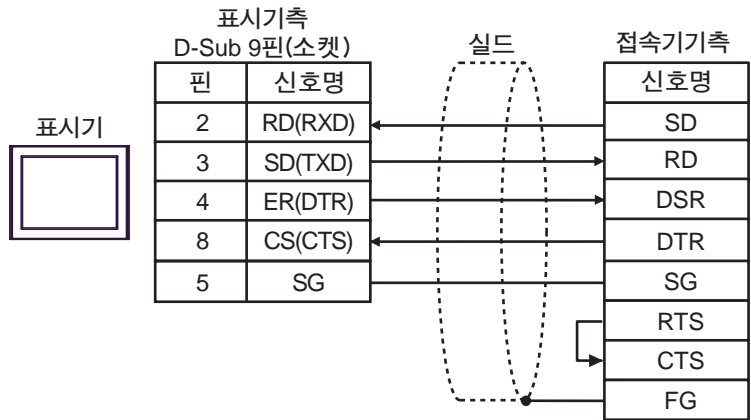 표시기측
D-Sub 9핀(소켓)
실드
접속기기측
핀 신호명
신호명
표시기
2 RD(RXD) SD
3 SD(TXD) RD
4 ER(DTR) DSR
8 CS(CTS) DTR
5 SG SG
RTS
CTS
FG